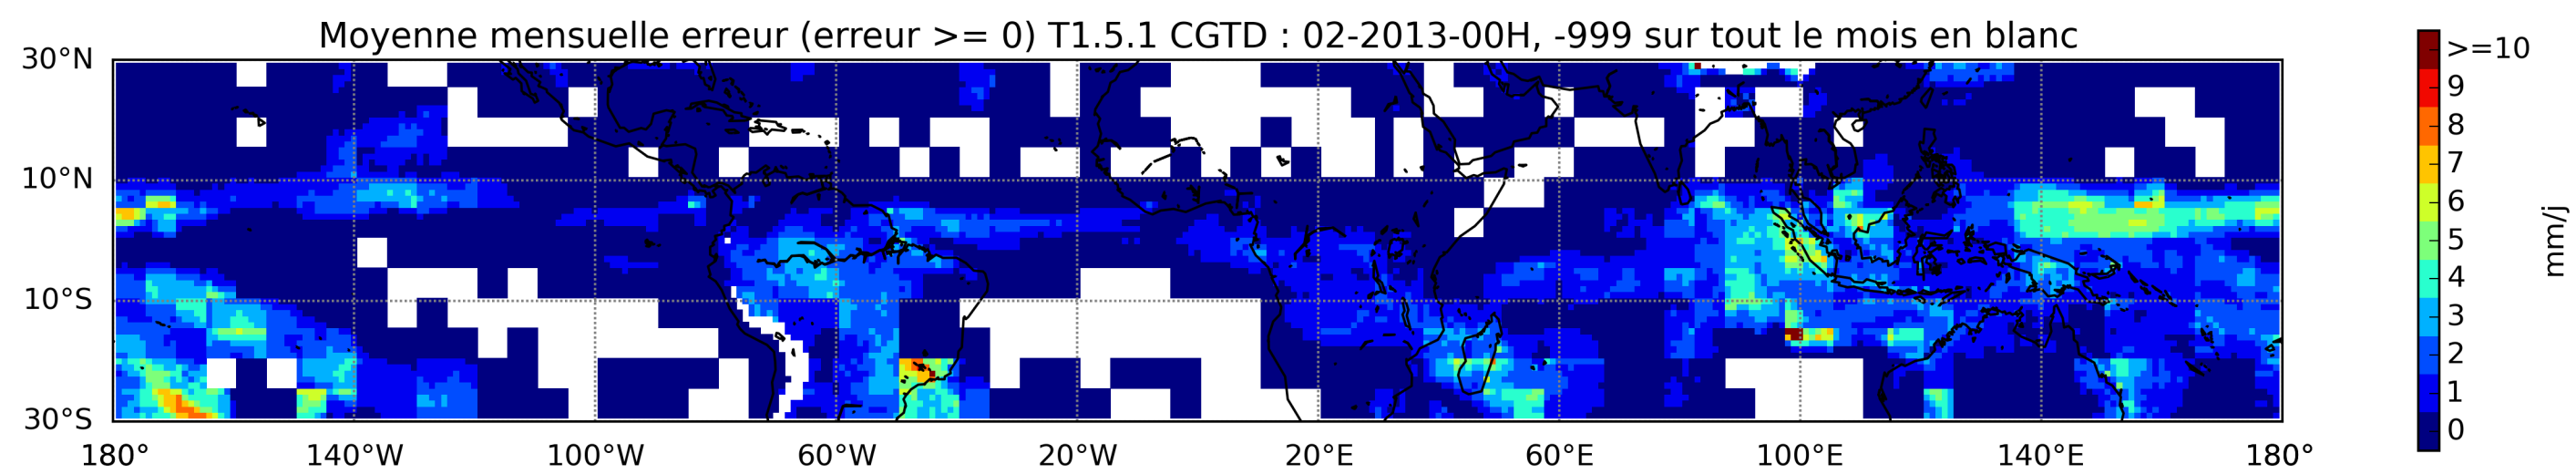 Moyenne mensuelle erreur (erreur >= 0) T1.5.1 CGTD : 02-2013-00H, -999 sur tout le mois en blanc
30°N
10°N
10°S
30°S
180° 140°W 100°W 60°W 20°W 20°E 60°E 100°E 140°E 180°
>=10
9
8
7
6
5
4
3
2
1
0
mm/j